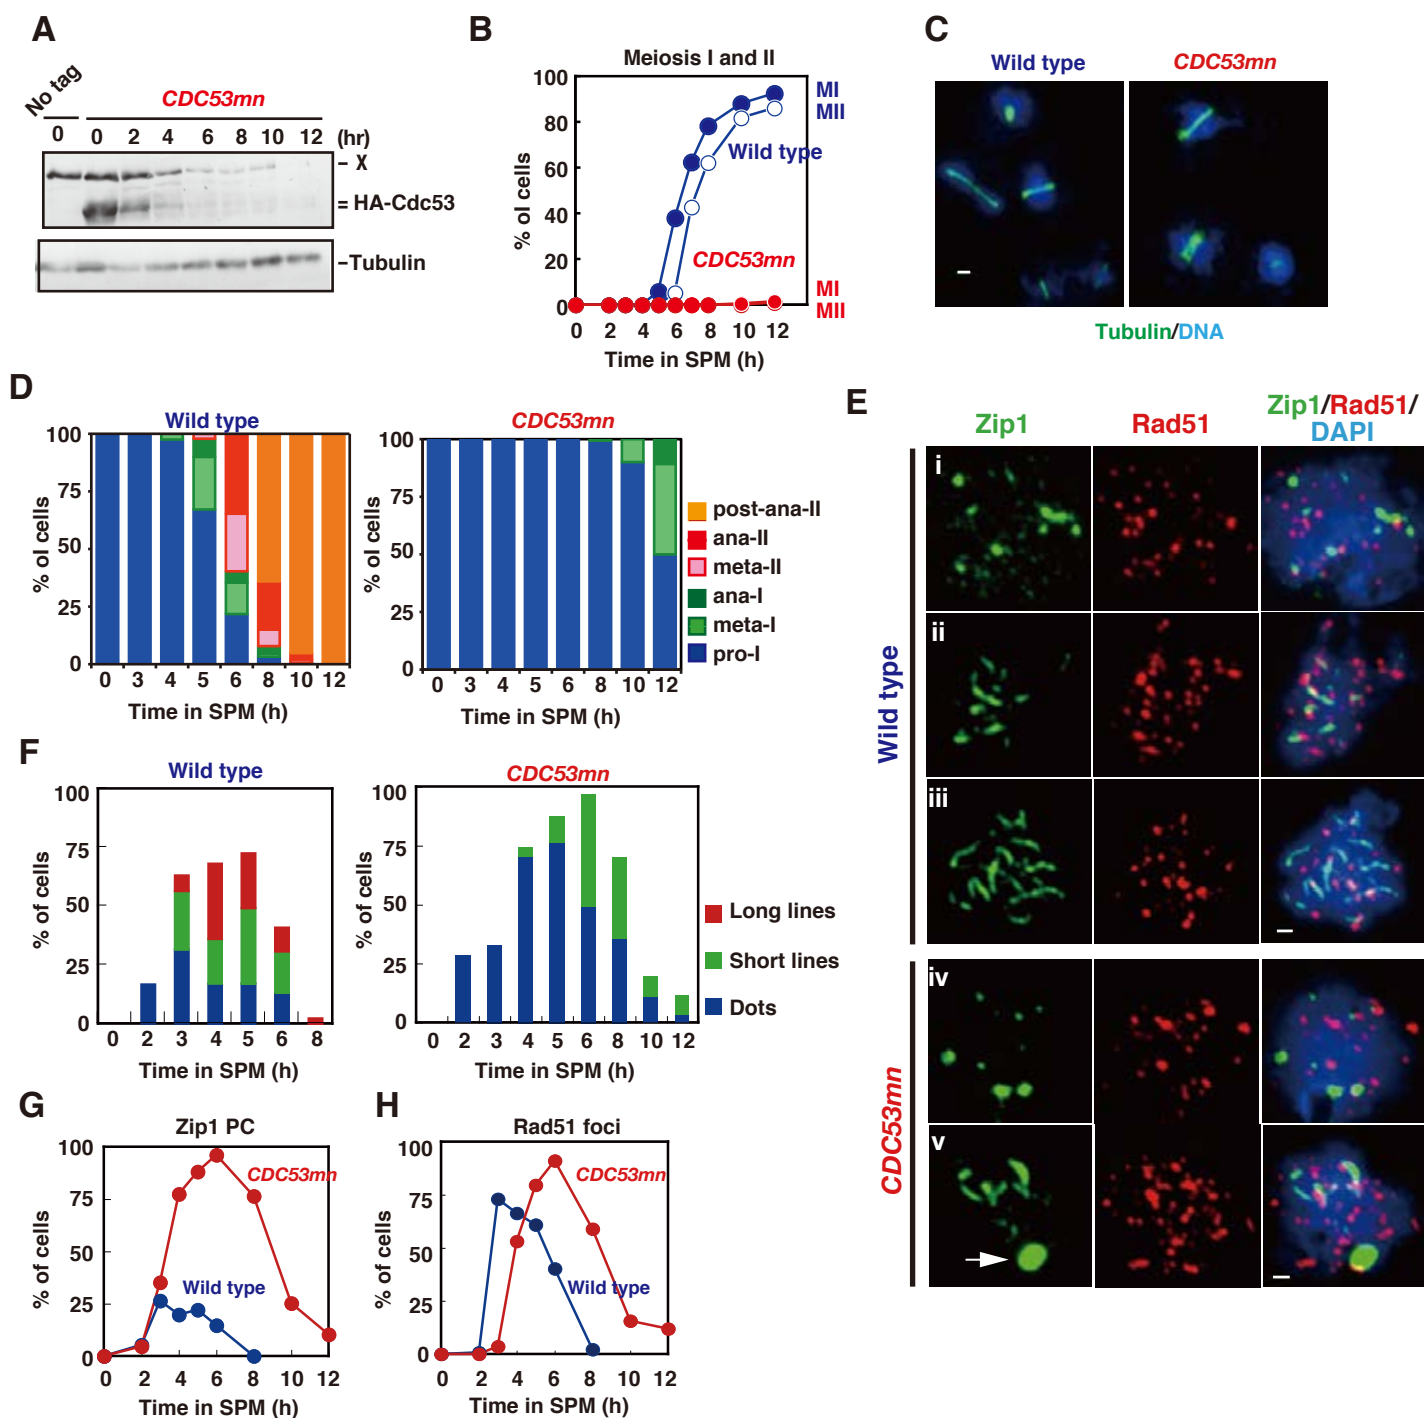 A
No tag
CDC53mn
0 0 2 4 6 8 10 12 (hr)
– X
= HA-Cdc53
–Tubulin
B
Meiosis I and II
100
80
60
40
20
0
% ol cells
MI
MII
Wild type
CDC53mn
MI
MII
0 2 4 6 8 10 12
Time in SPM (h)
C
Wild type
CDC53mn
Tubulin/DNA
D
Wild type
100
75
50
25
0
% ol cells
0 3 4 5 6 8 10 12
Time in SPM (h)
CDC53mn
100
75
50
25
0
% ol cells
0 3 4 5 6 8 10 12
Time in SPM (h)
post-ana-II
ana-II
meta-II
ana-I
meta-I
pro-I
E
Zip1
Rad51
Zip1/Rad51/
DAPI
Wild type
i
ii
iii
CDC53mn
iv
v
F
Wild type
100
75
50
25
0
% of cells
0 2 3 4 5 6 8
Time in SPM (h)
CDC53mn
100
75
50
25
0
% of cells
0 2 3 4 5 6 8 10 12
Time in SPM (h)
Long lines
Short lines
Dots
G
Zip1 PC
100
75
50
25
0
% of cells
CDC53mn
Wild type
0 2 4 6 8 10 12
Time in SPM (h)
H
Rad51 foci
100
75
50
25
0
% of cells
CDC53mn
Wild type
0 2 4 6 8 10 12
Time in SPM (h)